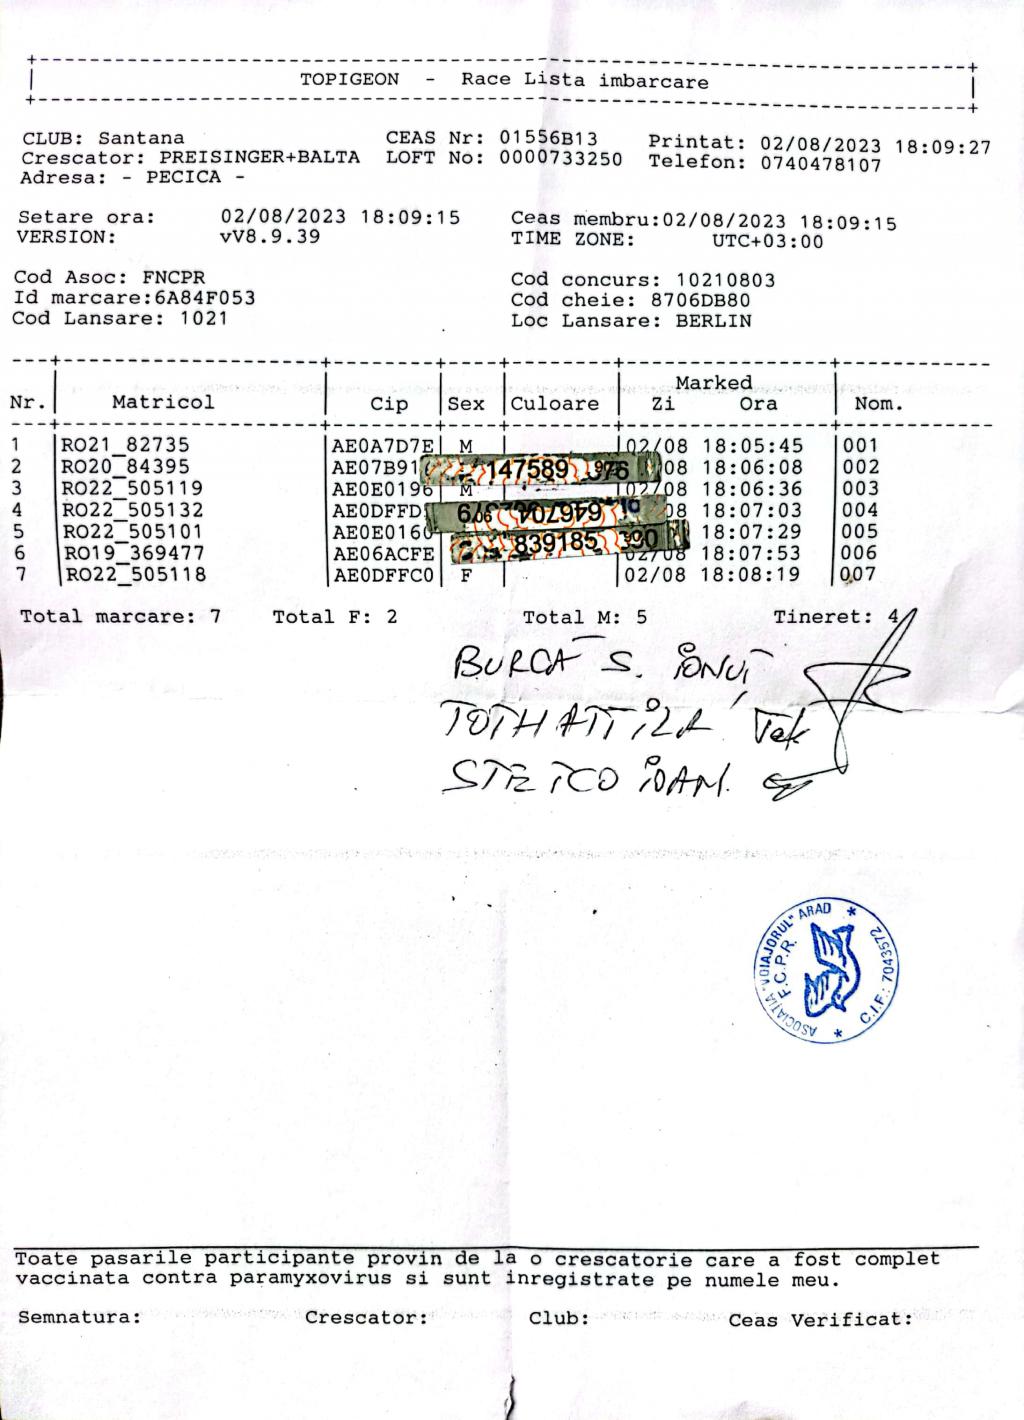 TOPIGEON - Race Lista imbarcare
CLUB: Santana CEAS Nr: 01556B13 Printat: 02/08/2023 18:09:27
Crescator: PREISINGER+BALTA LOFT No: 0000733250 Telefon: 0740478107
Adresa: - PECICA -
Setare ora: 02/08/2023 18:09:15 Ceas membru:02/08/2023 18:09:15
VERSION: vV8.9.39 TIME ZONE: UTC+03:00
Cod Asoc: FNCPR Cod concurs: 10210803
Id marcare:6A84F053 Cod cheie: 8706DB80
Cod Lansare: 1021 Loc Lansare: BERLIN
Marked
Nr. Matricol Cip Sex Culoare Zi Ora Nom.
1 RO21_82735 AE0A7D7E M 02/08 18:05:45 001
2 RO20_84395 147589 08 18:06:08 002
3 RO22_505119 AE0E0196 M 02/08 18:06:36 003
4 RO22_505132 08 18:07:03 004
5 RO22_505101 AE0E0160 839185 18:07:29 005
6 RO19_369477 AE06ACFE 02/08 18:07:53 006
7 RO22_505118 AE0DFFC0 F 02/08 18:08:19 007
Total marcare: 7 Total F: 2 Total M: 5 Tineret: 4
BURCĂ S. IONUȚ
TOTH ATTILA
ASOCIAȚIA "VOIAJORUL" ARAD
F.C.P.R.
C.I.F.: 7043572
Toate pasarile participante provin de la o crescatorie care a fost complet
vaccinata contra paramyxovirus si sunt inregistrate pe numele meu.
Semnatura: Crescator: Club: Ceas Verificat: